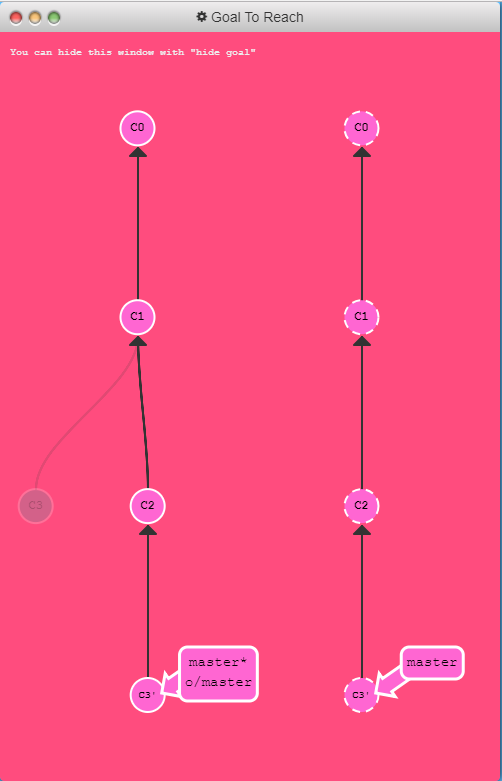 Goal To Reach
You can hide this window with "hide goal"
C0
C0
C1
C1
C3
C2
C2
master*
o/master
master
C3'
C3'